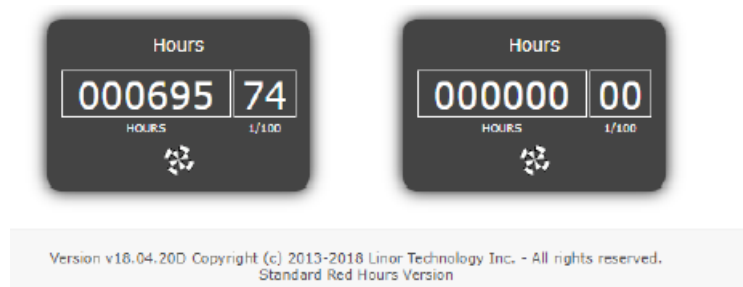 Hours
000695 74
HOURS 1/100
Hours
000000 00
HOURS 1/100
Version v18.04.20D Copyright (c) 2013-2018 Linor Technology Inc. - All rights reserved.
Standard Red Hours Version